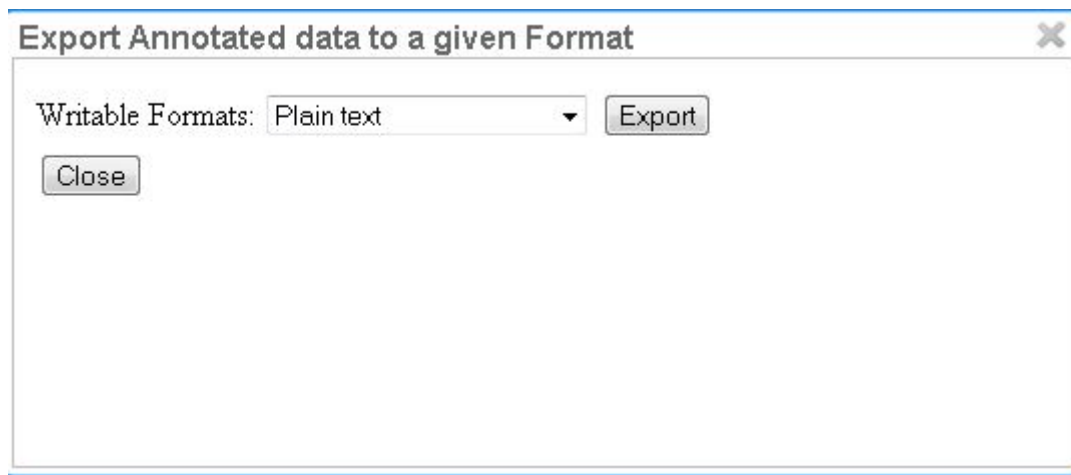 Export Annotated data to a given Format
Writable Formats: Plain text Export
Close